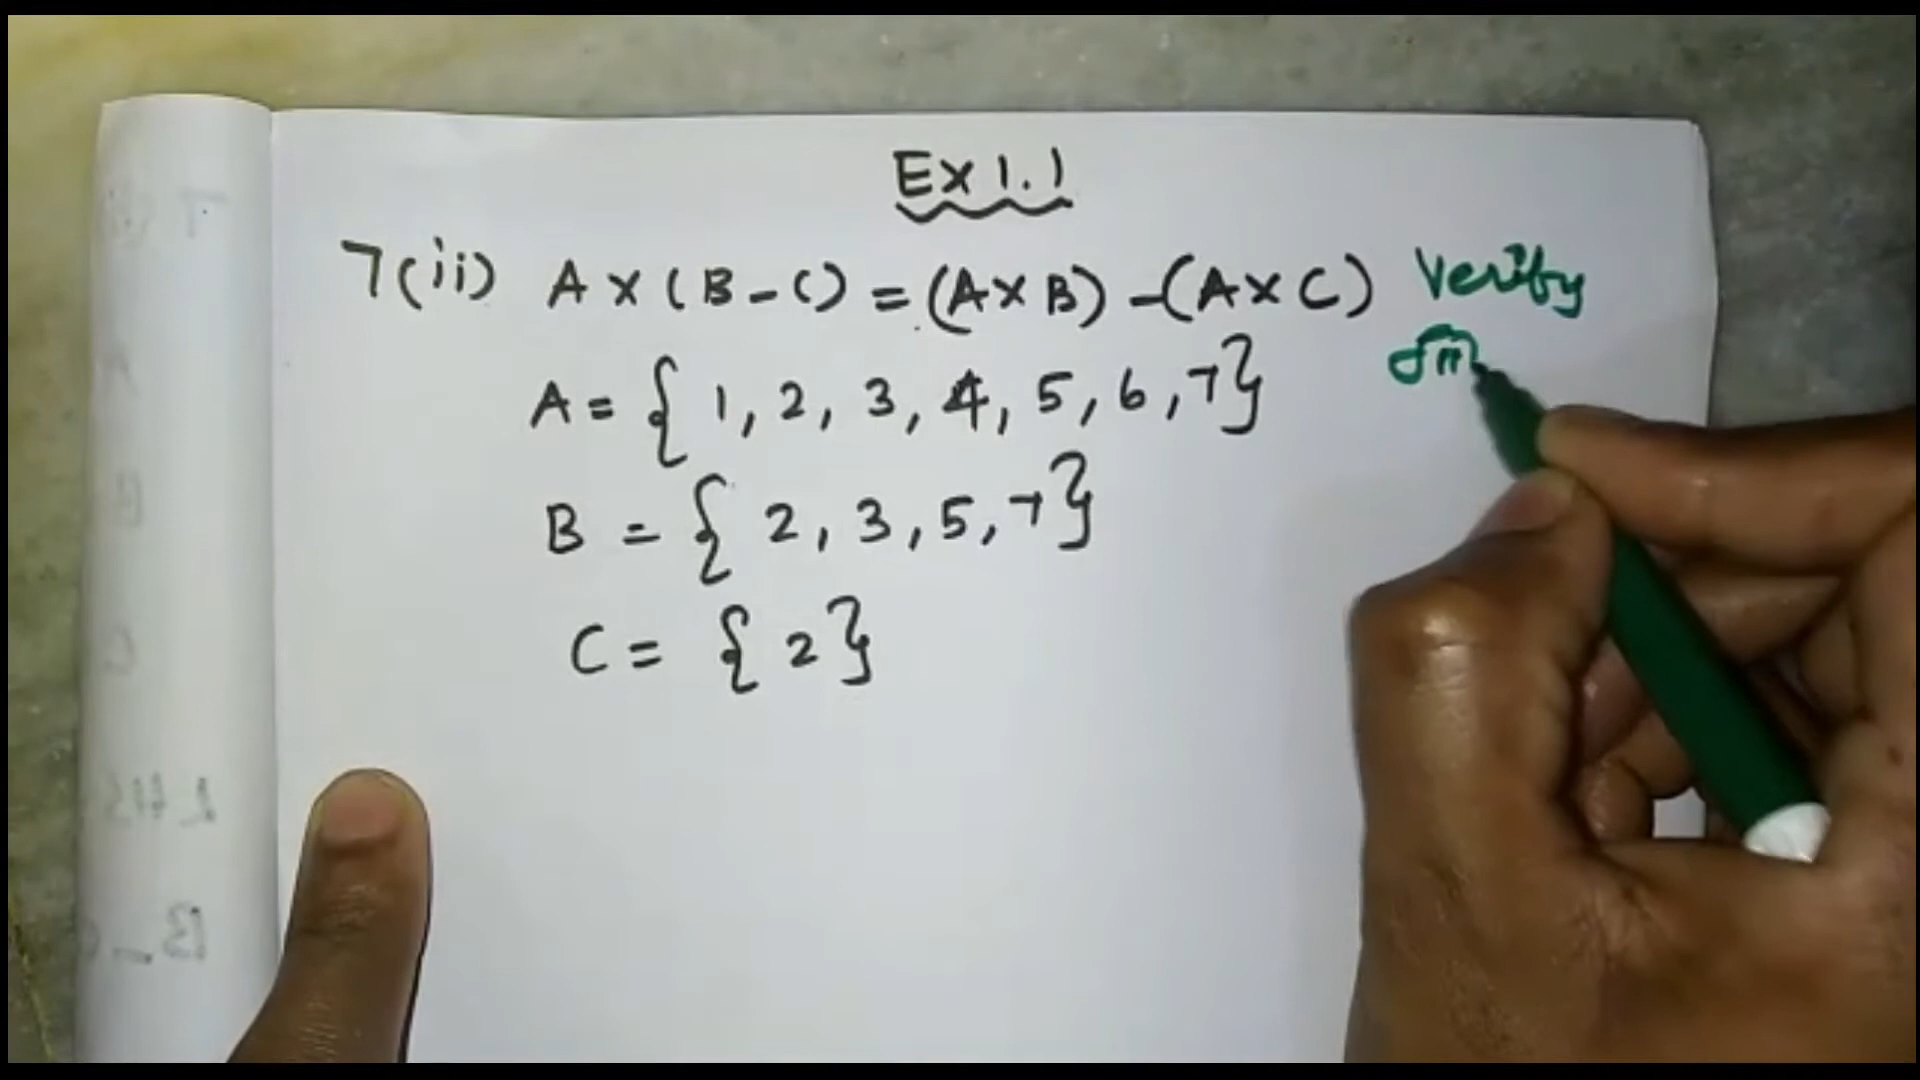 Ex 1.1
7(ii) A × (B - C) = (A × B) - (A × C) Verify
A = { 1, 2, 3, 4, 5, 6, 7}
B = { 2, 3, 5, 7}
C = { 2}